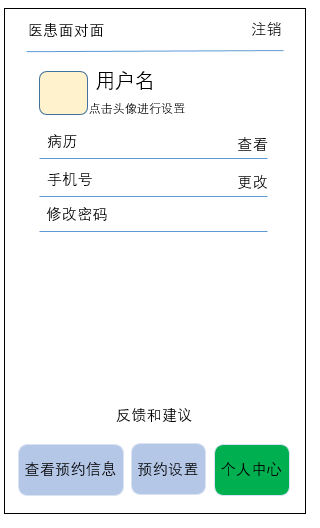 医患面对面 注销
用户名
点击头像进行设置
病历 查看
手机号 更改
修改密码
反馈和建议
查看预约信息 预约设置 个人中心